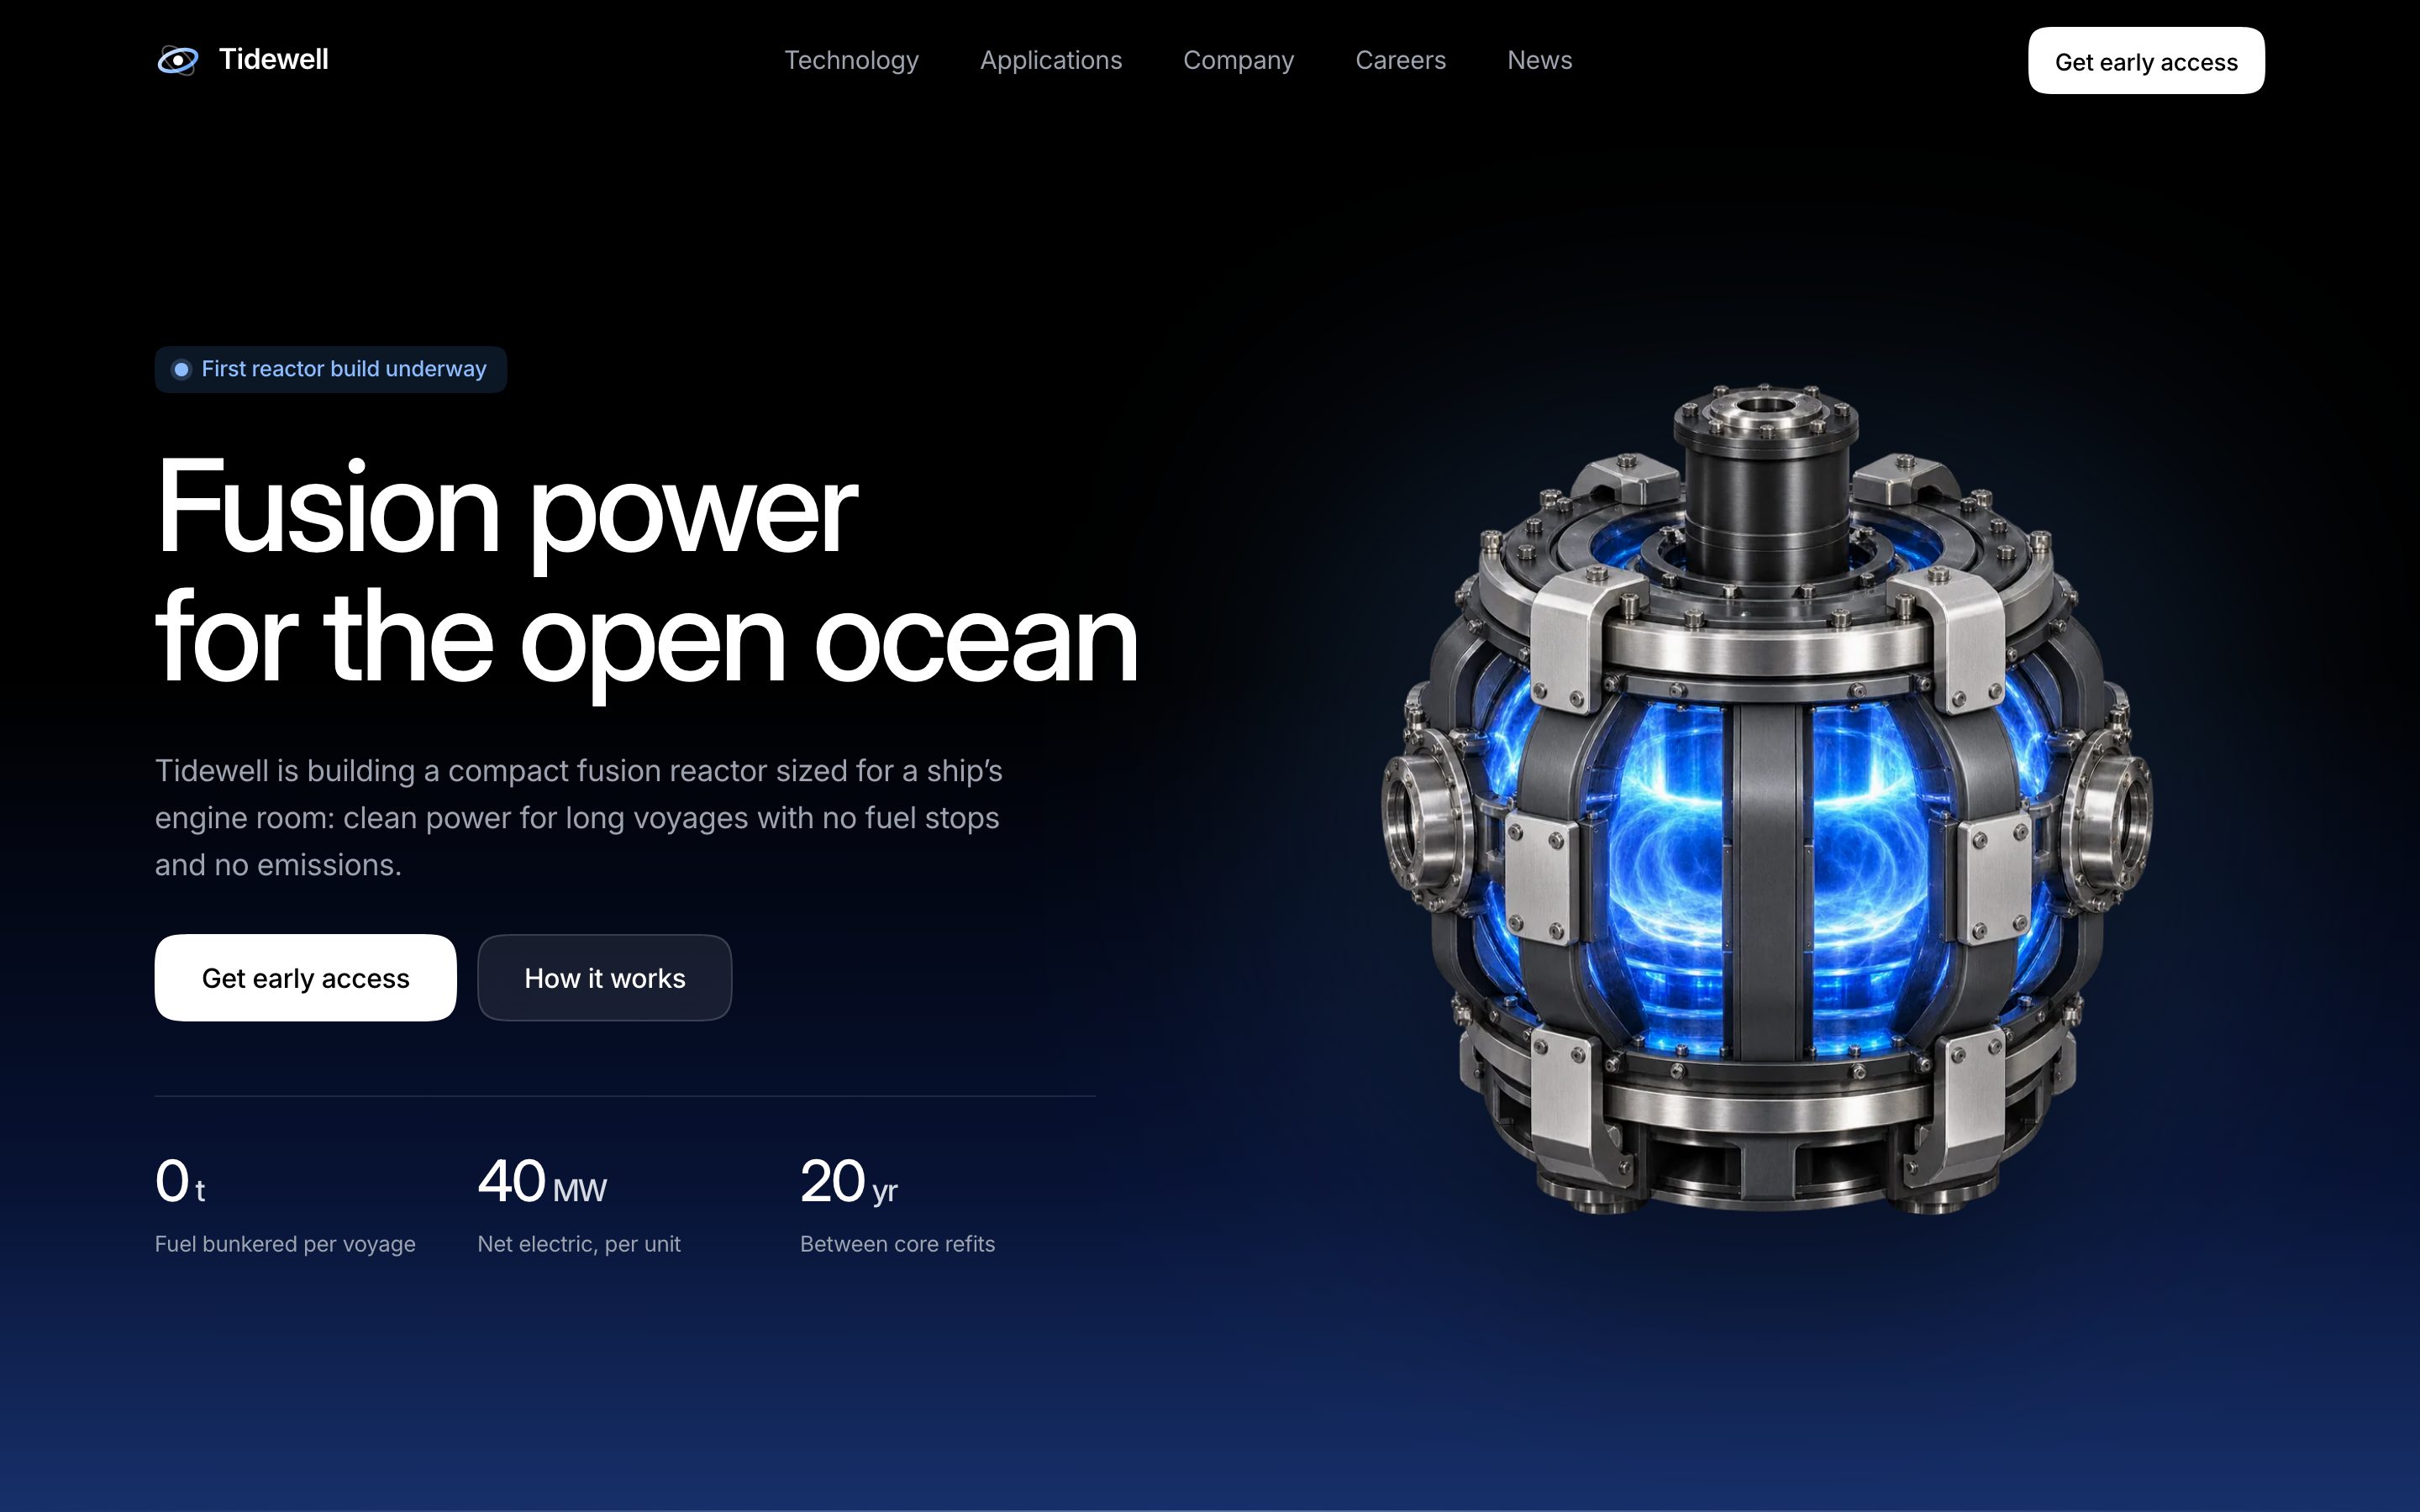 Tidewell
Technology
Applications
Company
Careers
News
Get early access
First reactor build underway
Fusion power
for the open ocean
Tidewell is building a compact fusion reactor sized for a ship’s
engine room: clean power for long voyages with no fuel stops
and no emissions.
Get early access
How it works
0 t
Fuel bunkered per voyage
40 MW
Net electric, per unit
20 yr
Between core refits